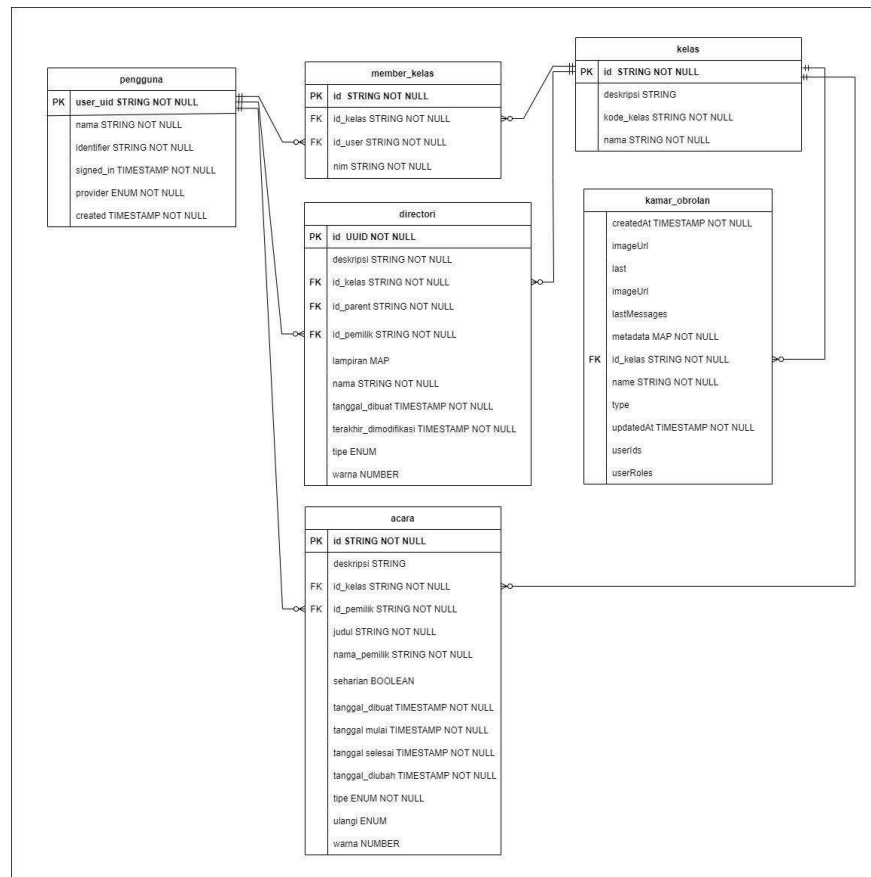 pengguna
PK user_uid STRING NOT NULL
nama STRING NOT NULL
identifier STRING NOT NULL
signed_in TIMESTAMP NOT NULL
provider ENUM NOT NULL
created TIMESTAMP NOT NULL
member_kelas
PK id STRING NOT NULL
FK id_kelas STRING NOT NULL
FK id_user STRING NOT NULL
nim STRING NOT NULL
kelas
PK id STRING NOT NULL
deskripsi STRING
kode_kelas STRING NOT NULL
nama STRING NOT NULL
directori
PK id UUID NOT NULL
deskripsi STRING NOT NULL
FK id_kelas STRING NOT NULL
FK id_parent STRING NOT NULL
FK id_pemilik STRING NOT NULL
lampiran MAP
nama STRING NOT NULL
tanggal_dibuat TIMESTAMP NOT NULL
terakhir_dimodifikasi TIMESTAMP NOT NULL
tipe ENUM
warna NUMBER
kamar_obrolan
createdAt TIMESTAMP NOT NULL
imageUrl
last
imageUrl
lastMessages
metadata MAP NOT NULL
FK id_kelas STRING NOT NULL
name STRING NOT NULL
type
updatedAt TIMESTAMP NOT NULL
userIds
userRoles
acara
PK id STRING NOT NULL
deskripsi STRING
FK id_kelas STRING NOT NULL
FK id_pemilik STRING NOT NULL
judul STRING NOT NULL
nama_pemilik STRING NOT NULL
seharian BOOLEAN
tanggal_dibuat TIMESTAMP NOT NULL
tanggal mulai TIMESTAMP NOT NULL
tanggal selesai TIMESTAMP NOT NULL
tanggal_diubah TIMESTAMP NOT NULL
tipe ENUM NOT NULL
ulangi ENUM
warna NUMBER